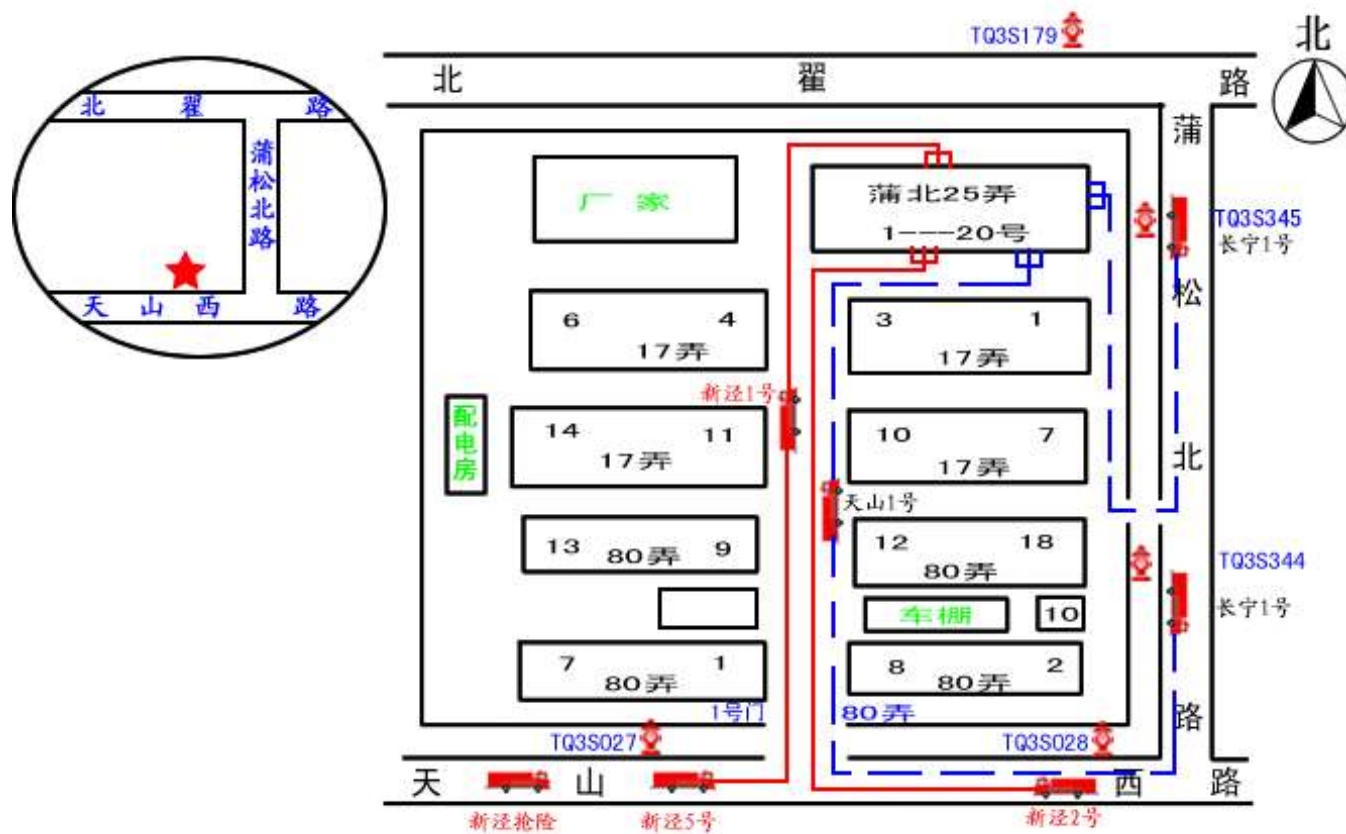 TQ3S179
北
北 翟 路
北 翟 路
蒲松北路
天 山 西 路
蒲松北路
厂 家
蒲北25弄
1---20号
TQ3S345
长宁1号
6 4
17弄
3 1
17弄
新泾1号
配电房
14 11
17弄
10 7
17弄
天山1号
13 80弄 9
12 18
80弄
TQ3S344
长宁1号
车棚
10
7 1
80弄
8 2
80弄
1号门
80弄
TQ3S027
TQ3S028
天 山 西 路
新泾抢险
新泾5号
新泾2号